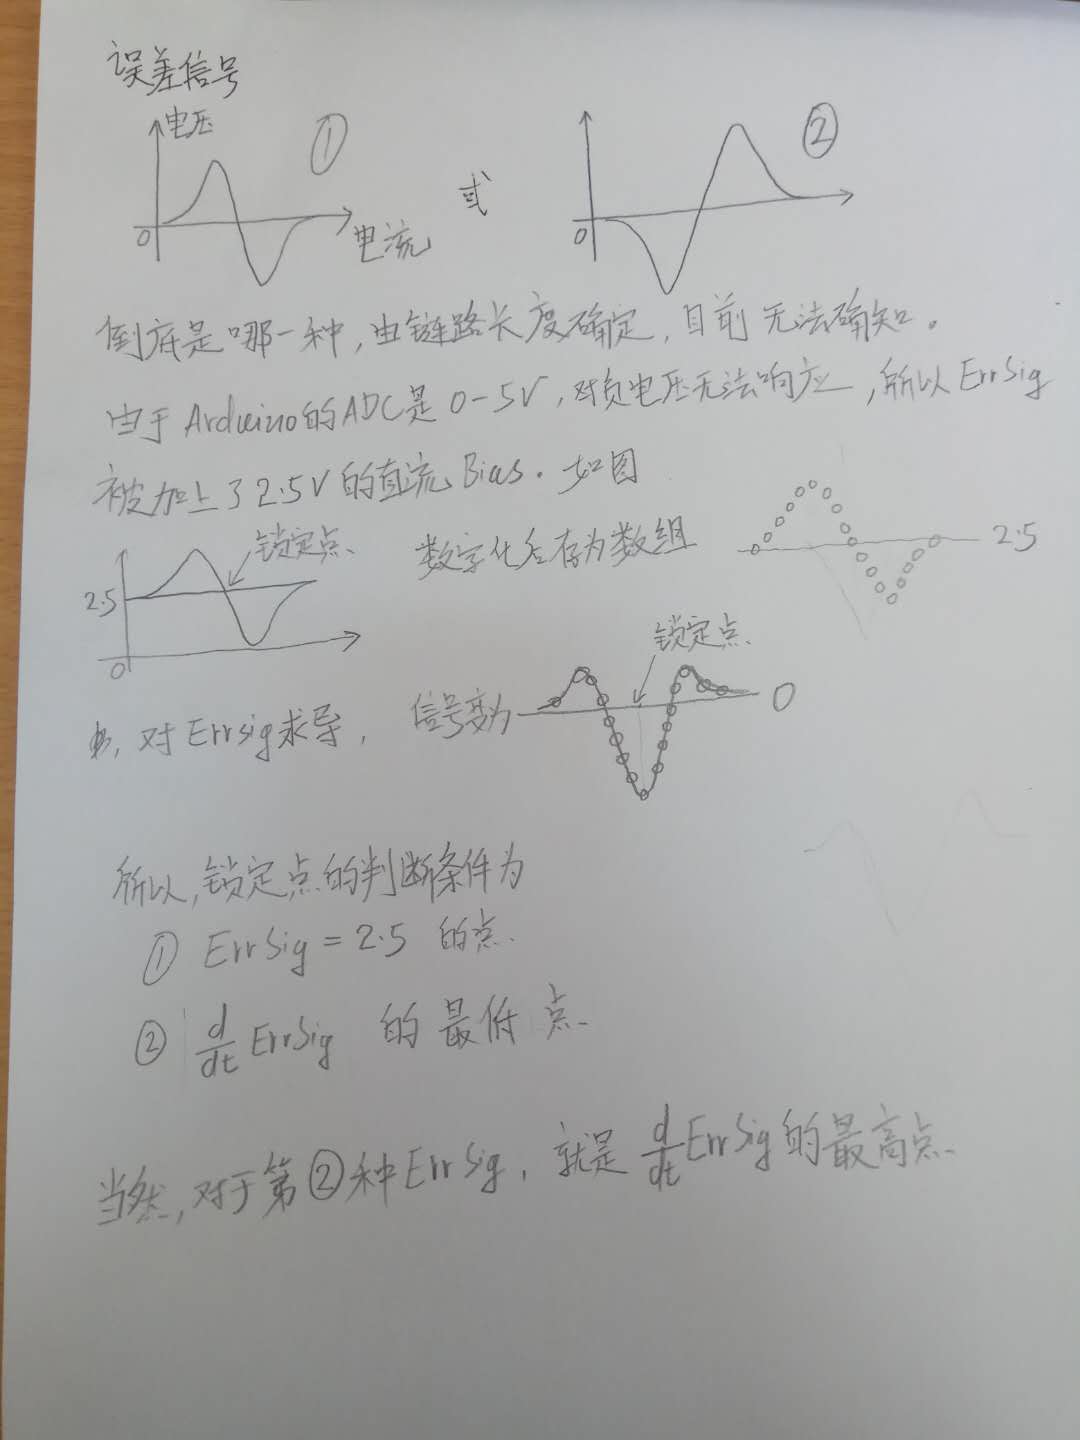 误差信号
电压
①
0
电流
或
②
0
到底是哪一种,由链路长度确定,目前无法确知。
由于Arduino的ADC是0-5V,对负电压无法响应,所以ErrSig
被加上了2.5V的直流Bias.如图
2.5
0
锁定点.
数字化后存为数组
2.5
对Errsig求导,信号变为
锁定点.
0
所以,锁定点的判断条件为
① ErrSig=2.5 的点.
② d/dt ErrSig 的最低点.
当然,对于第②种ErrSig,就是 d/dt ErrSig的最高点.